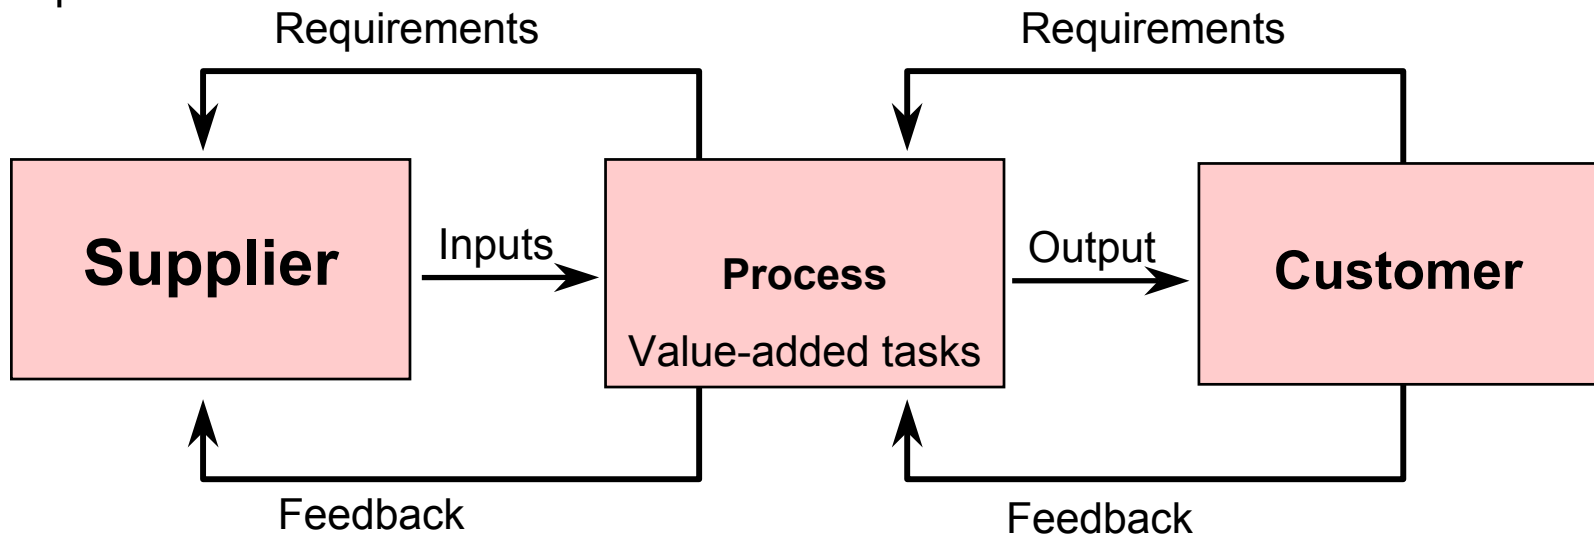 Requirements
Requirements
Supplier
Inputs
Process
Value-added tasks
Output
Customer
Feedback
Feedback